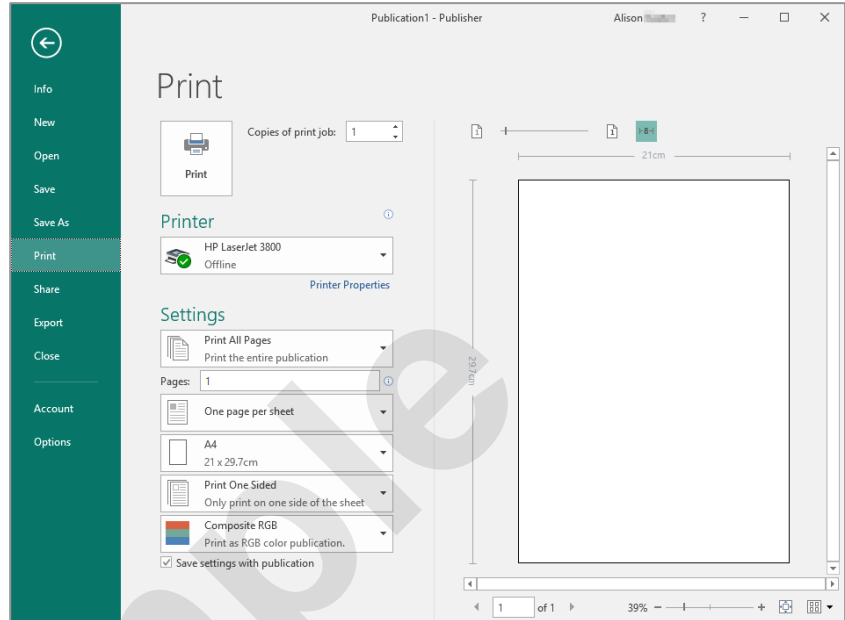 Publication1 - Publisher
Alison
?
Info
New
Open
Save
Save As
Print
Share
Export
Close
Account
Options
Print
Print
Copies of print job: 1
Printer
HP LaserJet 3800
Offline
Printer Properties
Settings
Print All Pages
Print the entire publication
Pages: 1
One page per sheet
A4
21 x 29.7cm
Print One Sided
Only print on one side of the sheet
Composite RGB
Print as RGB color publication.
Save settings with publication
1
1
8
21cm
29.7cm
1 of 1
39%
mple